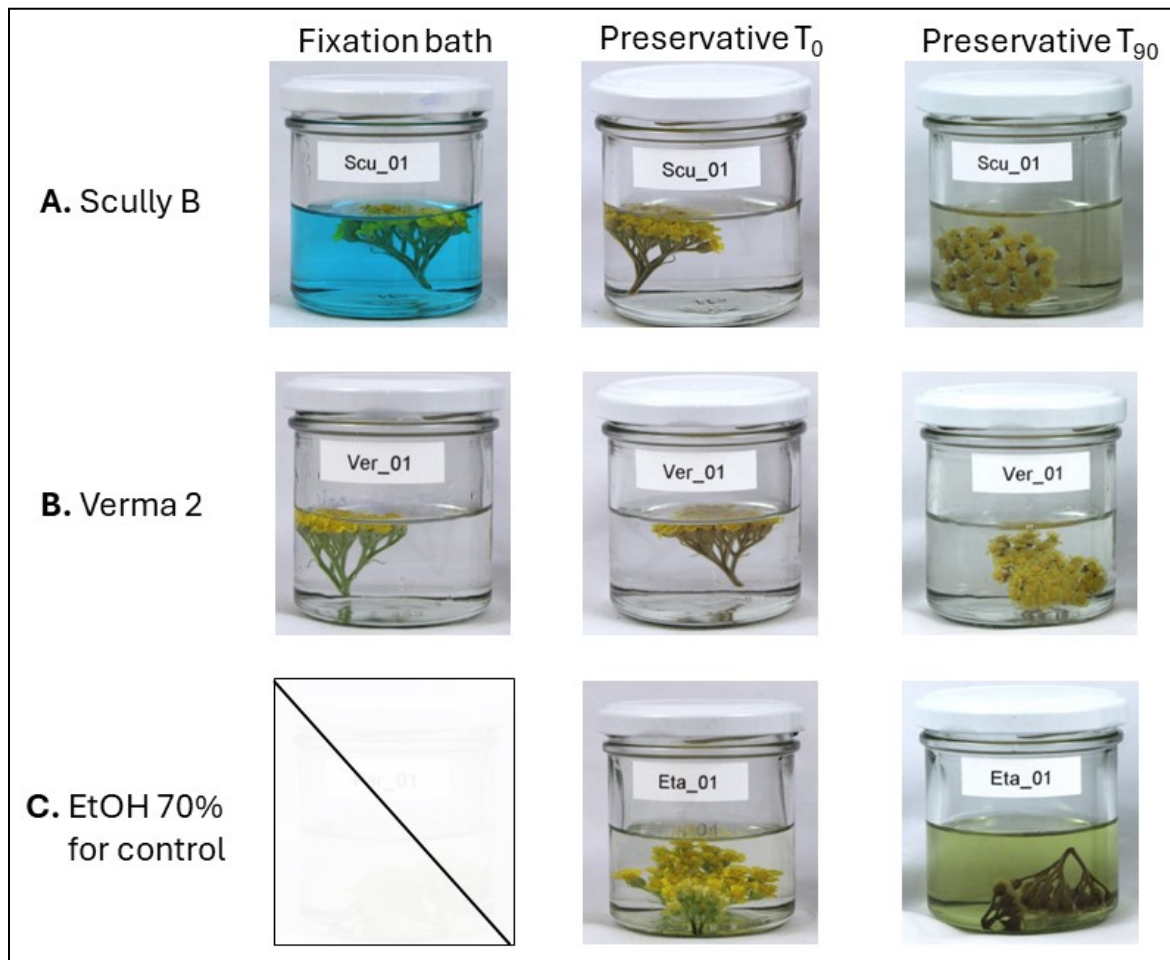 Fixation bath
Preservative T₀
Preservative T₉₀
A. Scully B
Scu_01
Scu_01
Scu_01
B. Verma 2
Ver_01
Ver_01
Ver_01
C. EtOH 70%
for control
Eta_01
Eta_01